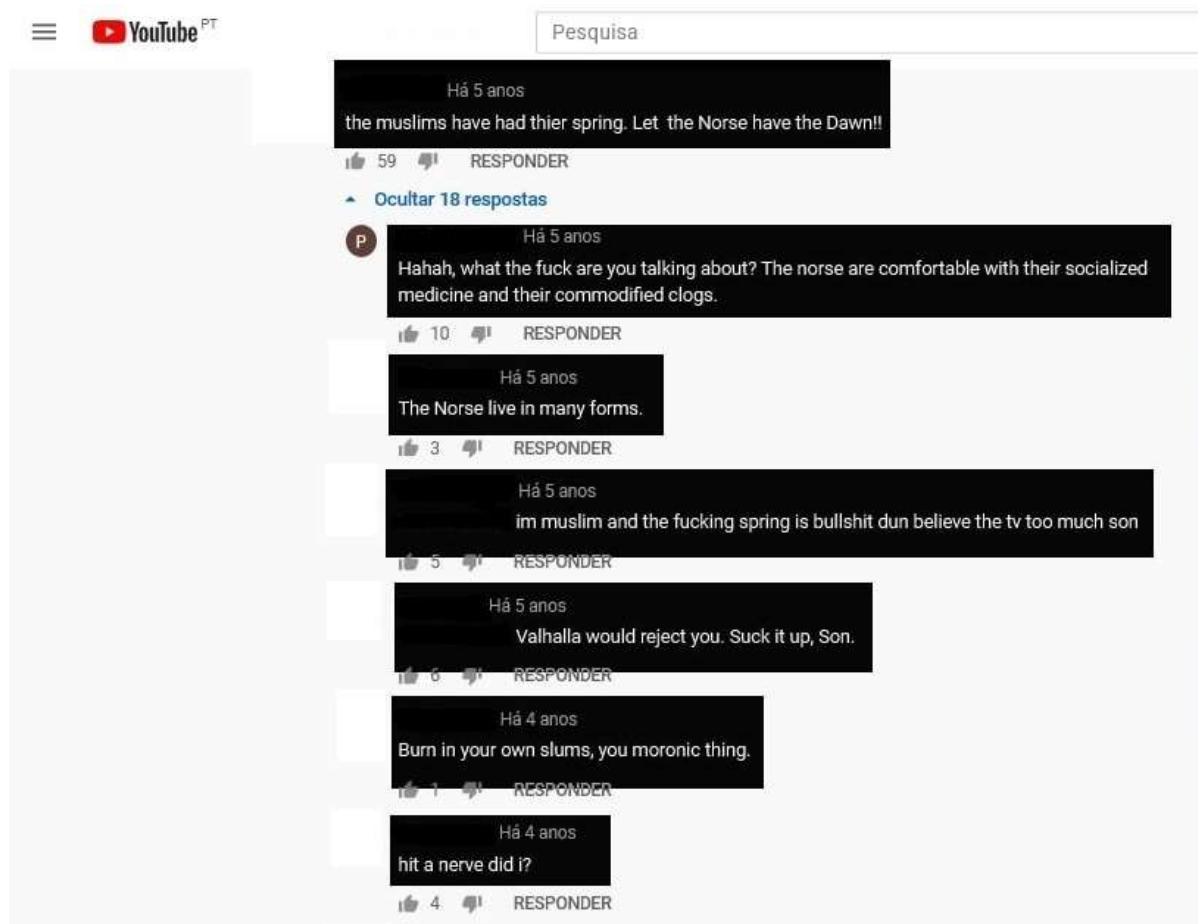 YouTube PT
Pesquisa
Há 5 anos
the muslims have had thier spring. Let the Norse have the Dawn!!
59 RESPONDER
Ocultar 18 respostas
P
Há 5 anos
Hahah, what the fuck are you talking about? The norse are comfortable with their socialized
medicine and their commodified clogs.
10 RESPONDER
Há 5 anos
The Norse live in many forms.
3 RESPONDER
Há 5 anos
im muslim and the fucking spring is bullshit dun believe the tv too much son
5 RESPONDER
Há 5 anos
Valhalla would reject you. Suck it up, Son.
6 RESPONDER
Há 4 anos
Burn in your own slums, you moronic thing.
1 RESPONDER
Há 4 anos
hit a nerve did i?
4 RESPONDER